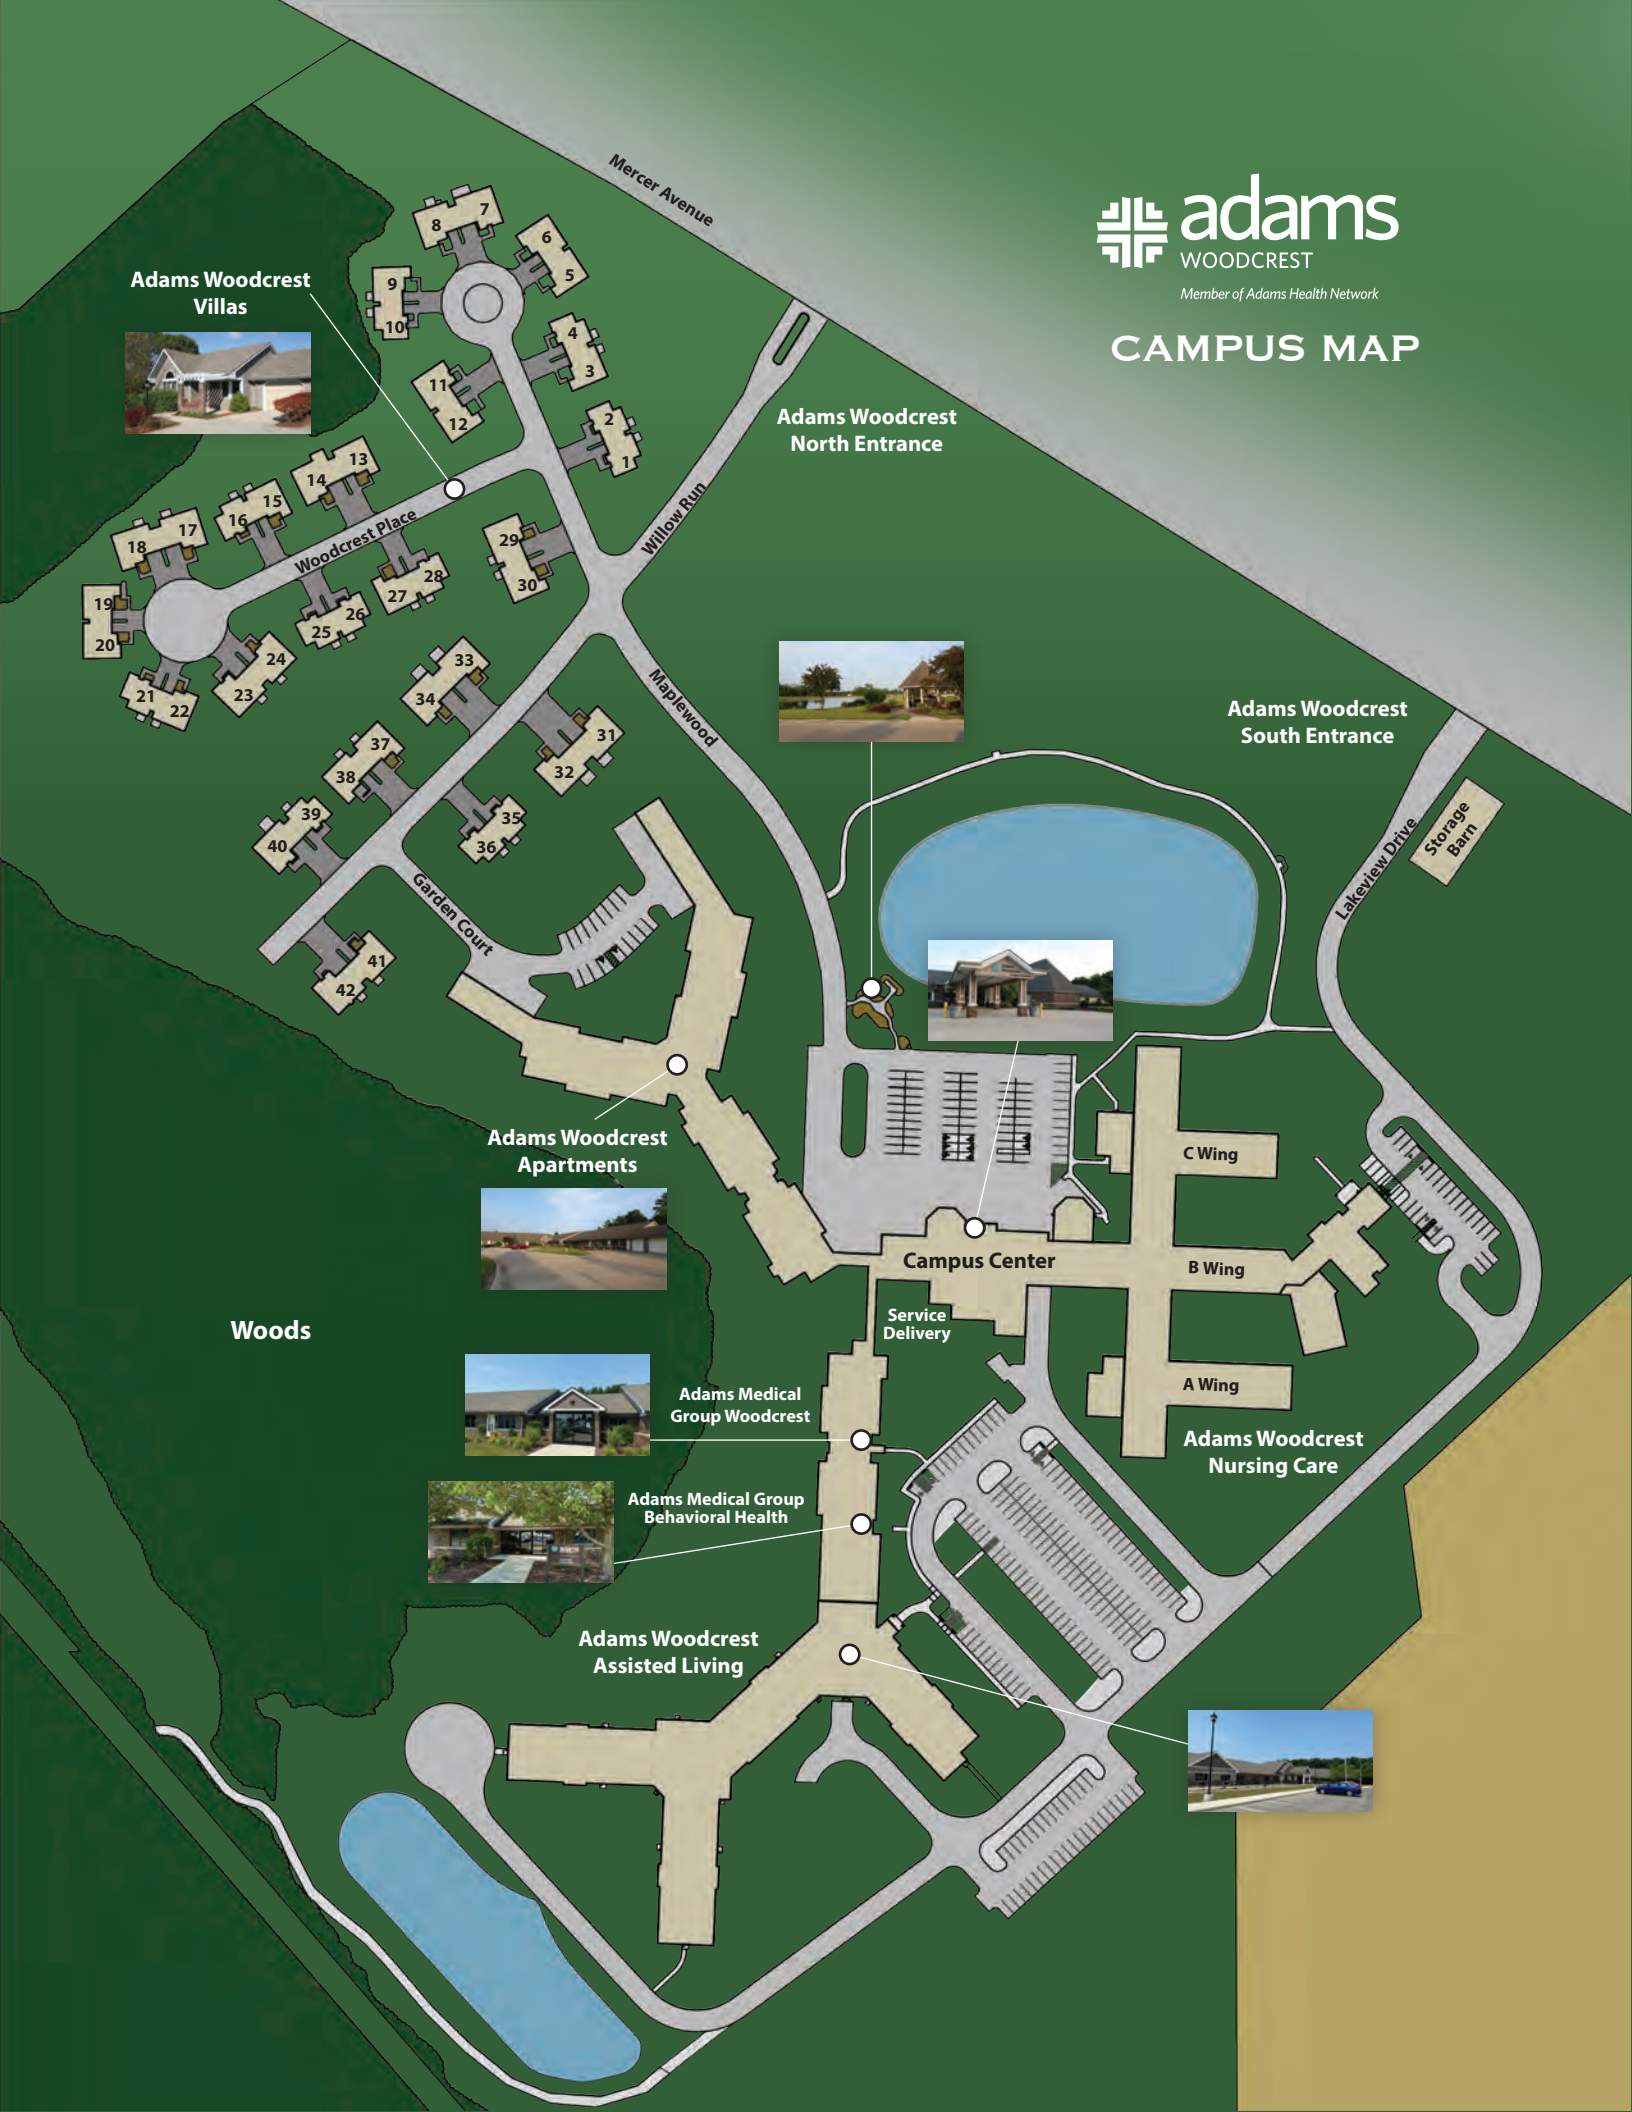 Mercer Avenue
adams
WOODCREST
Member of Adams Health Network
CAMPUS MAP
Adams Woodcrest
Villas
8
7
6
5
9
10
4
3
11
12
2
1
Adams Woodcrest
North Entrance
13
14
15
16
17
18
Woodcrest Place
Willow Run
29
30
28
27
26
25
19
20
24
23
21
22
33
34
Maplewood
31
32
37
38
39
40
35
36
Garden Court
41
42
Adams Woodcrest
South Entrance
Storage
Barn
Lakeview Drive
Adams Woodcrest
Apartments
C Wing
Campus Center
B Wing
Service
Delivery
Woods
A Wing
Adams Medical
Group Woodcrest
Adams Woodcrest
Nursing Care
Adams Medical Group
Behavioral Health
Adams Woodcrest
Assisted Living